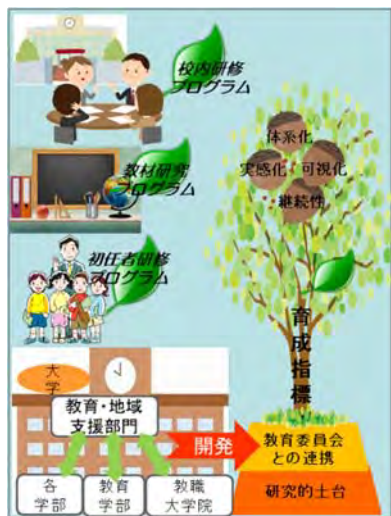 校内研修
プログラム
教材研究
プログラム
初任者研修
プログラム
体系化
実感化
可視化
継続性
育成指標
大学
教育・地域
支援部門
開発
教育委員会
との連携
各
学部
教育
学部
教職
大学院
研究的土台